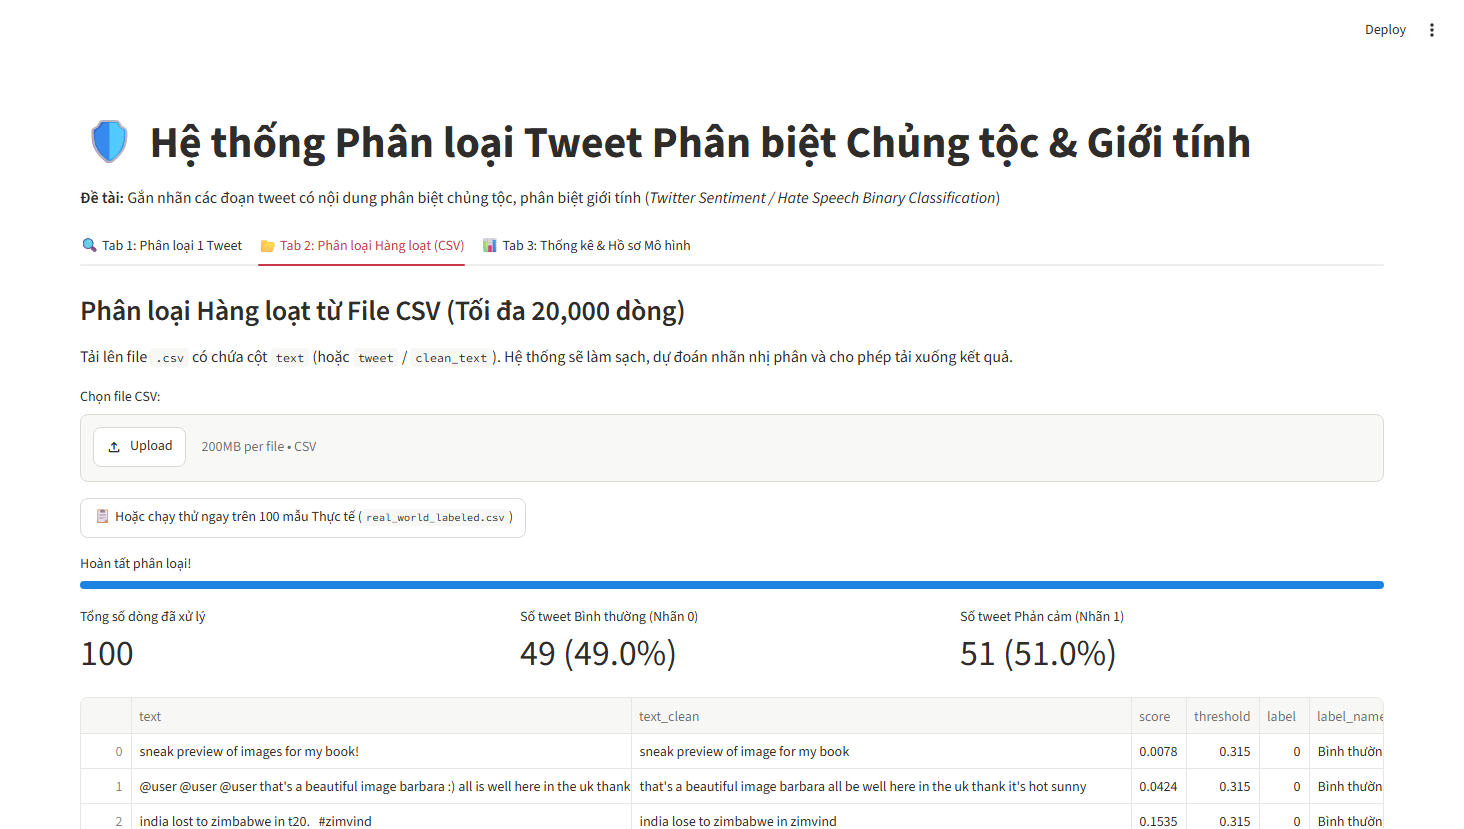 Deploy
Hệ thống Phân loại Tweet Phân biệt Chủng tộc & Giới tính
Đề tài: Gắn nhãn các đoạn tweet có nội dung phân biệt chủng tộc, phân biệt giới tính (Twitter Sentiment / Hate Speech Binary Classification)
Tab 1: Phân loại 1 Tweet Tab 2: Phân loại Hàng loạt (CSV) Tab 3: Thống kê & Hồ sơ Mô hình
Phân loại Hàng loạt từ File CSV (Tối đa 20,000 dòng)
Tải lên file .csv có chứa cột text (hoặc tweet / clean_text ). Hệ thống sẽ làm sạch, dự đoán nhãn nhị phân và cho phép tải xuống kết quả.
Chọn file CSV:
Upload 200MB per file • CSV
Hoặc chạy thử ngay trên 100 mẫu Thực tế ( real_world_labeled.csv )
Hoàn tất phân loại!
Tổng số dòng đã xử lý Số tweet Bình thường (Nhãn 0) Số tweet Phản cảm (Nhãn 1)
100 49 (49.0%) 51 (51.0%)
text text_clean score threshold label label_name
0 sneak preview of images for my book! sneak preview of image for my book 0.0078 0.315 0 Bình thườn
1 @user @user @user that's a beautiful image barbara :) all is well here in the uk thank that's a beautiful image barbara all be well here in the uk thank it's hot sunny 0.0424 0.315 0 Bình thườn
2 india lost to zimbabwe in t20. #zimvind india lose to zimbabwe in zimvind 0.1535 0.315 0 Bình thườn